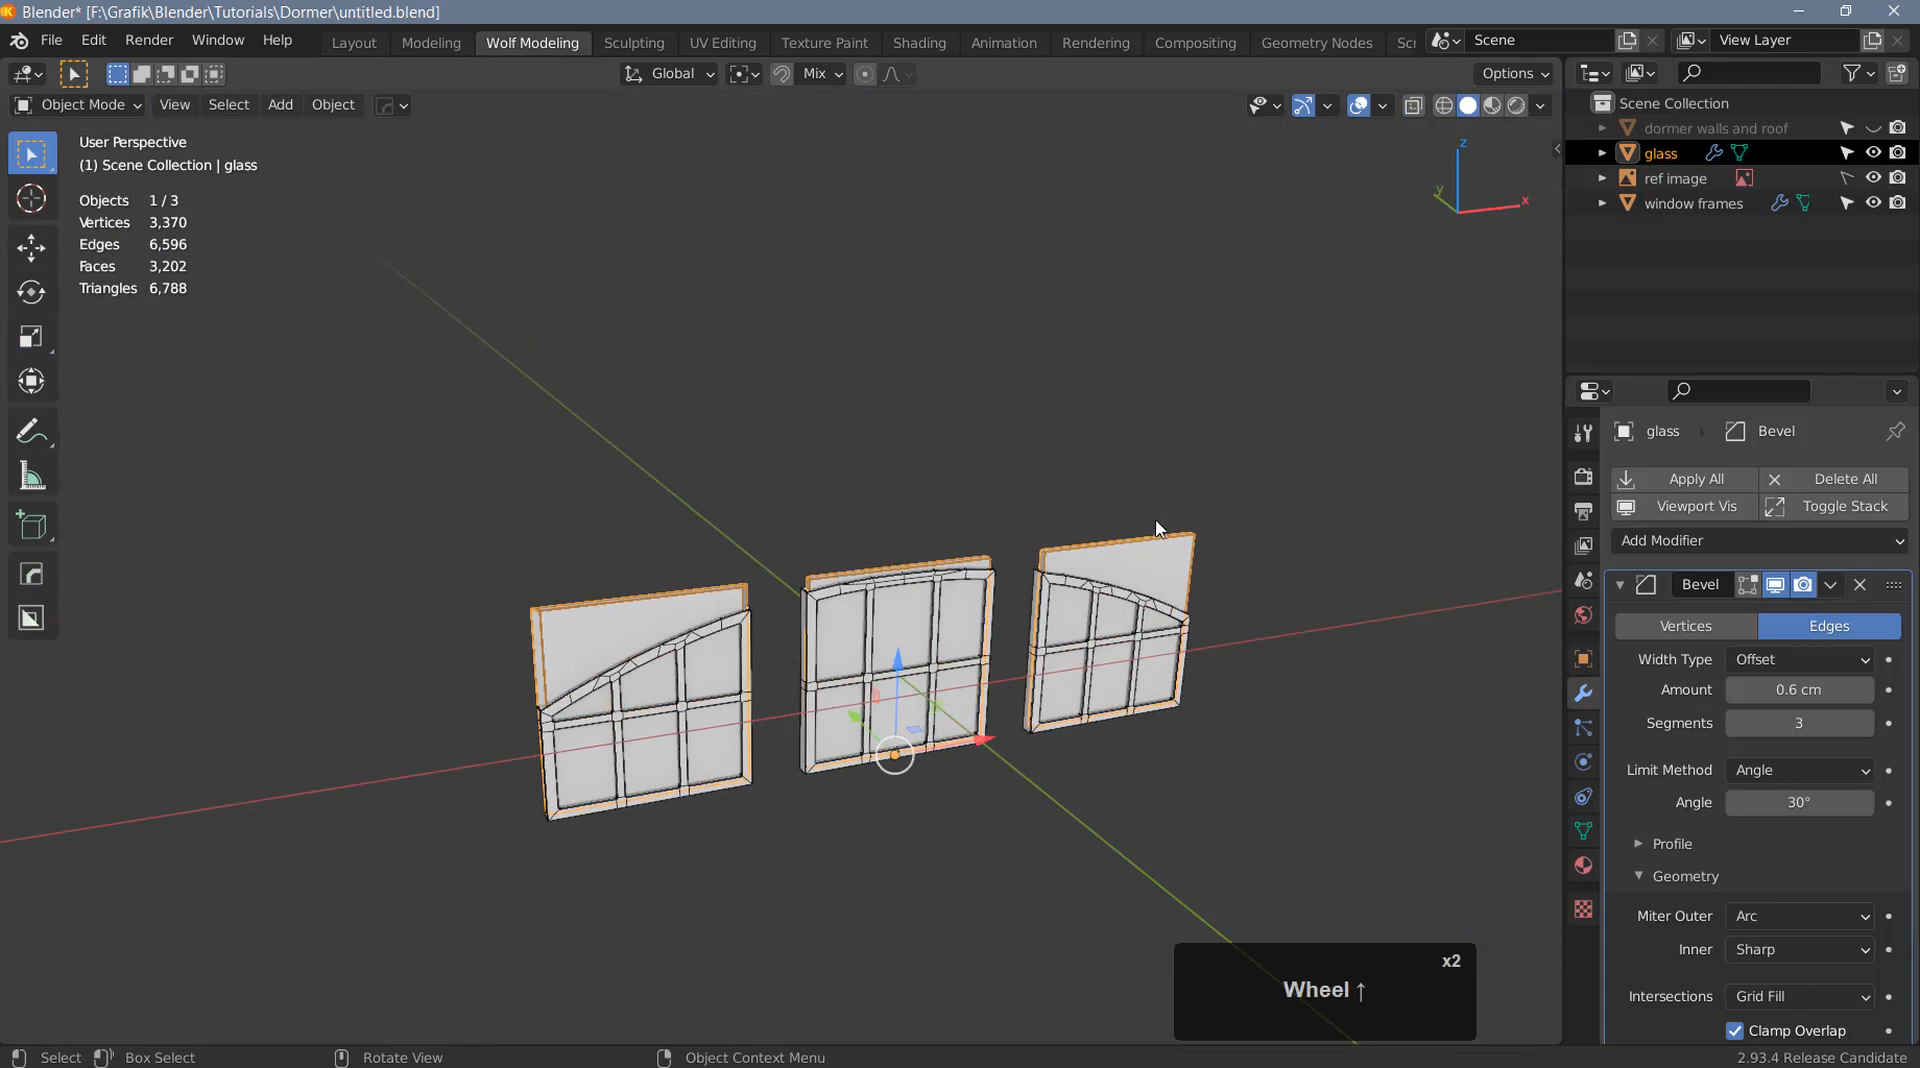 Blender* [F:\Grafik\Blender\Tutorials\Dormer\untitled.blend]
File Edit Render Window Help
Layout Modeling Wolf Modeling Sculpting UV Editing Texture Paint Shading Animation Rendering Compositing Geometry Nodes Sc
Scene
View Layer
Global
Mix
Options
Object Mode View Select Add Object
User Perspective
(1) Scene Collection | glass
Objects 1 / 3
Vertices 3,370
Edges 6,596
Faces 3,202
Triangles 6,788
z
y
x
Scene Collection
dormer walls and roof
glass
ref image
window frames
glass Bevel
Apply All Delete All
Viewport Vis Toggle Stack
Add Modifier
Bevel
Vertices Edges
Width Type Offset
Amount 0.6 cm
Segments 3
Limit Method Angle
Angle 30°
Profile
Geometry
Miter Outer Arc
Inner Sharp
Intersections Grid Fill
Clamp Overlap
x2
Wheel ↑
Select Box Select Rotate View Object Context Menu
2.93.4 Release Candidate